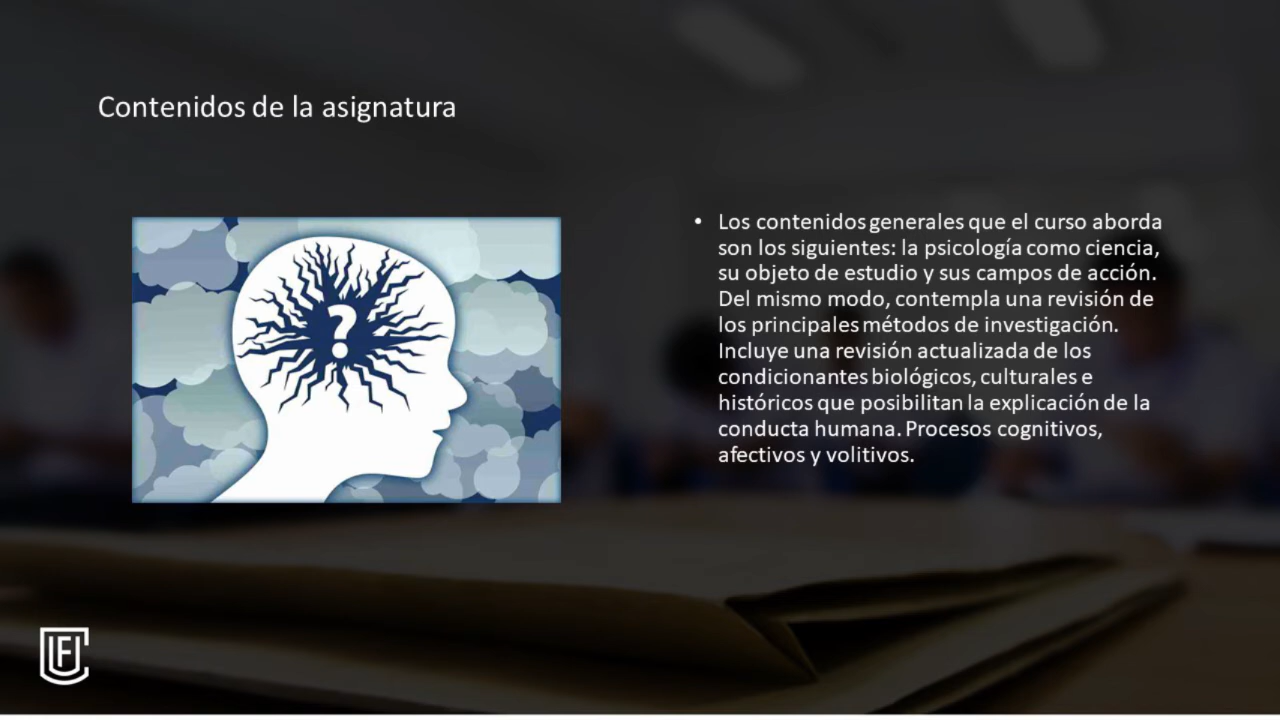 Contenidos de la asignatura
?
• Los contenidos generales que el curso aborda
son los siguientes: la psicología como ciencia,
su objeto de estudio y sus campos de acción.
Del mismo modo, contempla una revisión de
los principales métodos de investigación.
Incluye una revisión actualizada de los
condicionantes biológicos, culturales e
históricos que posibilitan la explicación de la
conducta humana. Procesos cognitivos,
afectivos y volitivos.